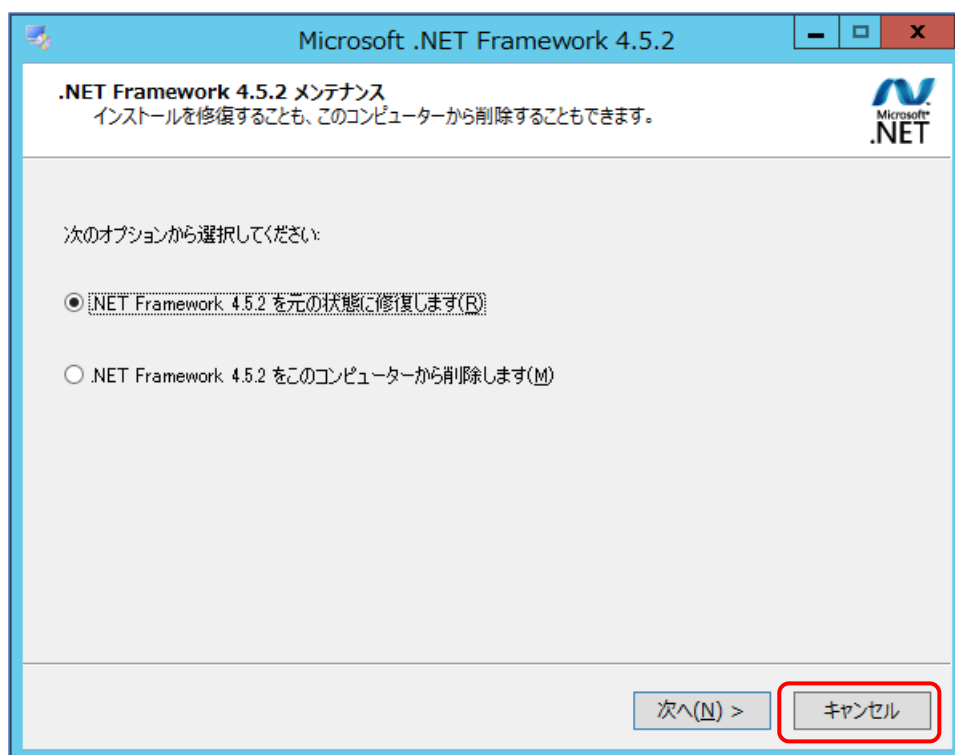 Microsoft .NET Framework 4.5.2
.NET Framework 4.5.2 メンテナンス
インストールを修復することも、このコンピューターから削除することもできます。
Microsoft®
.NET
次のオプションから選択してください:
.NET Framework 4.5.2 を元の状態に修復します(R)
.NET Framework 4.5.2 をこのコンピューターから削除します(M)
次へ(N) >
キャンセル